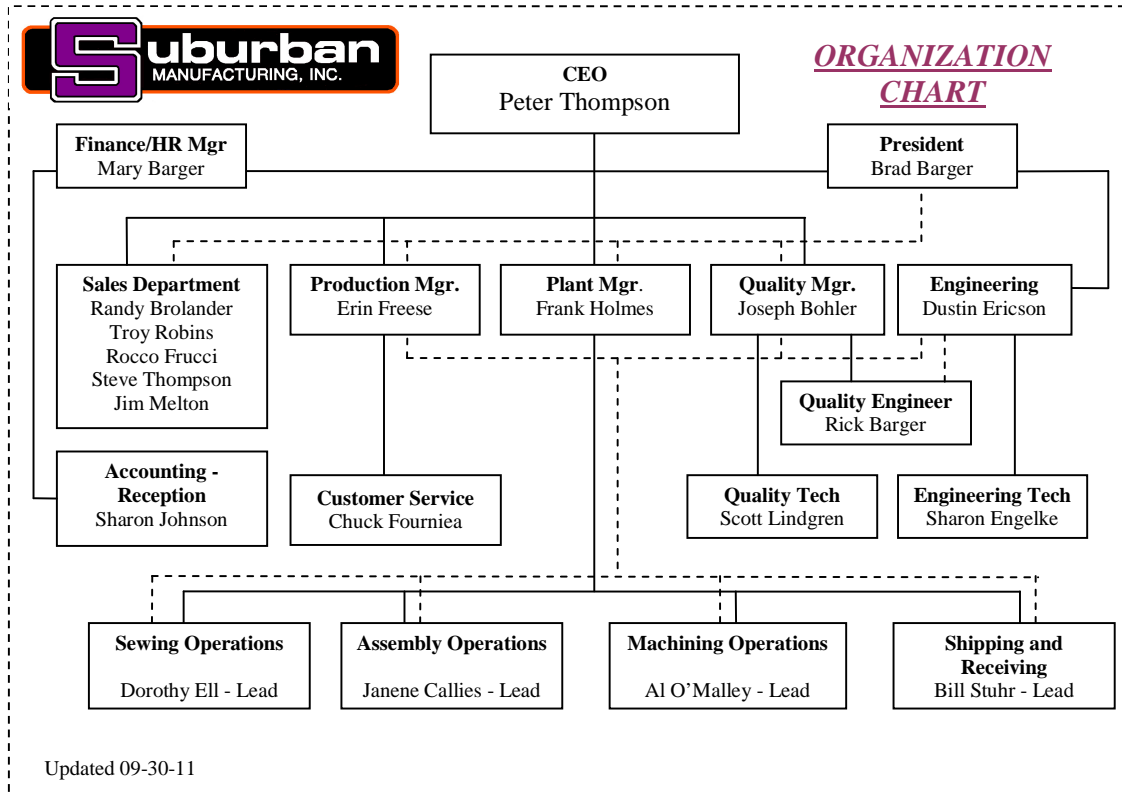 Suburban
MANUFACTURING, INC.
ORGANIZATION
CHART
CEO
Peter Thompson
Finance/HR Mgr
Mary Barger
President
Brad Barger
Sales Department
Randy Brolander
Troy Robins
Rocco Frucci
Steve Thompson
Jim Melton
Production Mgr.
Erin Freese
Plant Mgr.
Frank Holmes
Quality Mgr.
Joseph Bohler
Engineering
Dustin Ericson
Quality Engineer
Rick Barger
Accounting -
Reception
Sharon Johnson
Customer Service
Chuck Fourniea
Quality Tech
Scott Lindgren
Engineering Tech
Sharon Engelke
Sewing Operations
Dorothy Ell - Lead
Assembly Operations
Janene Callies - Lead
Machining Operations
Al O’Malley - Lead
Shipping and
Receiving
Bill Stuhr - Lead
Updated 09-30-11